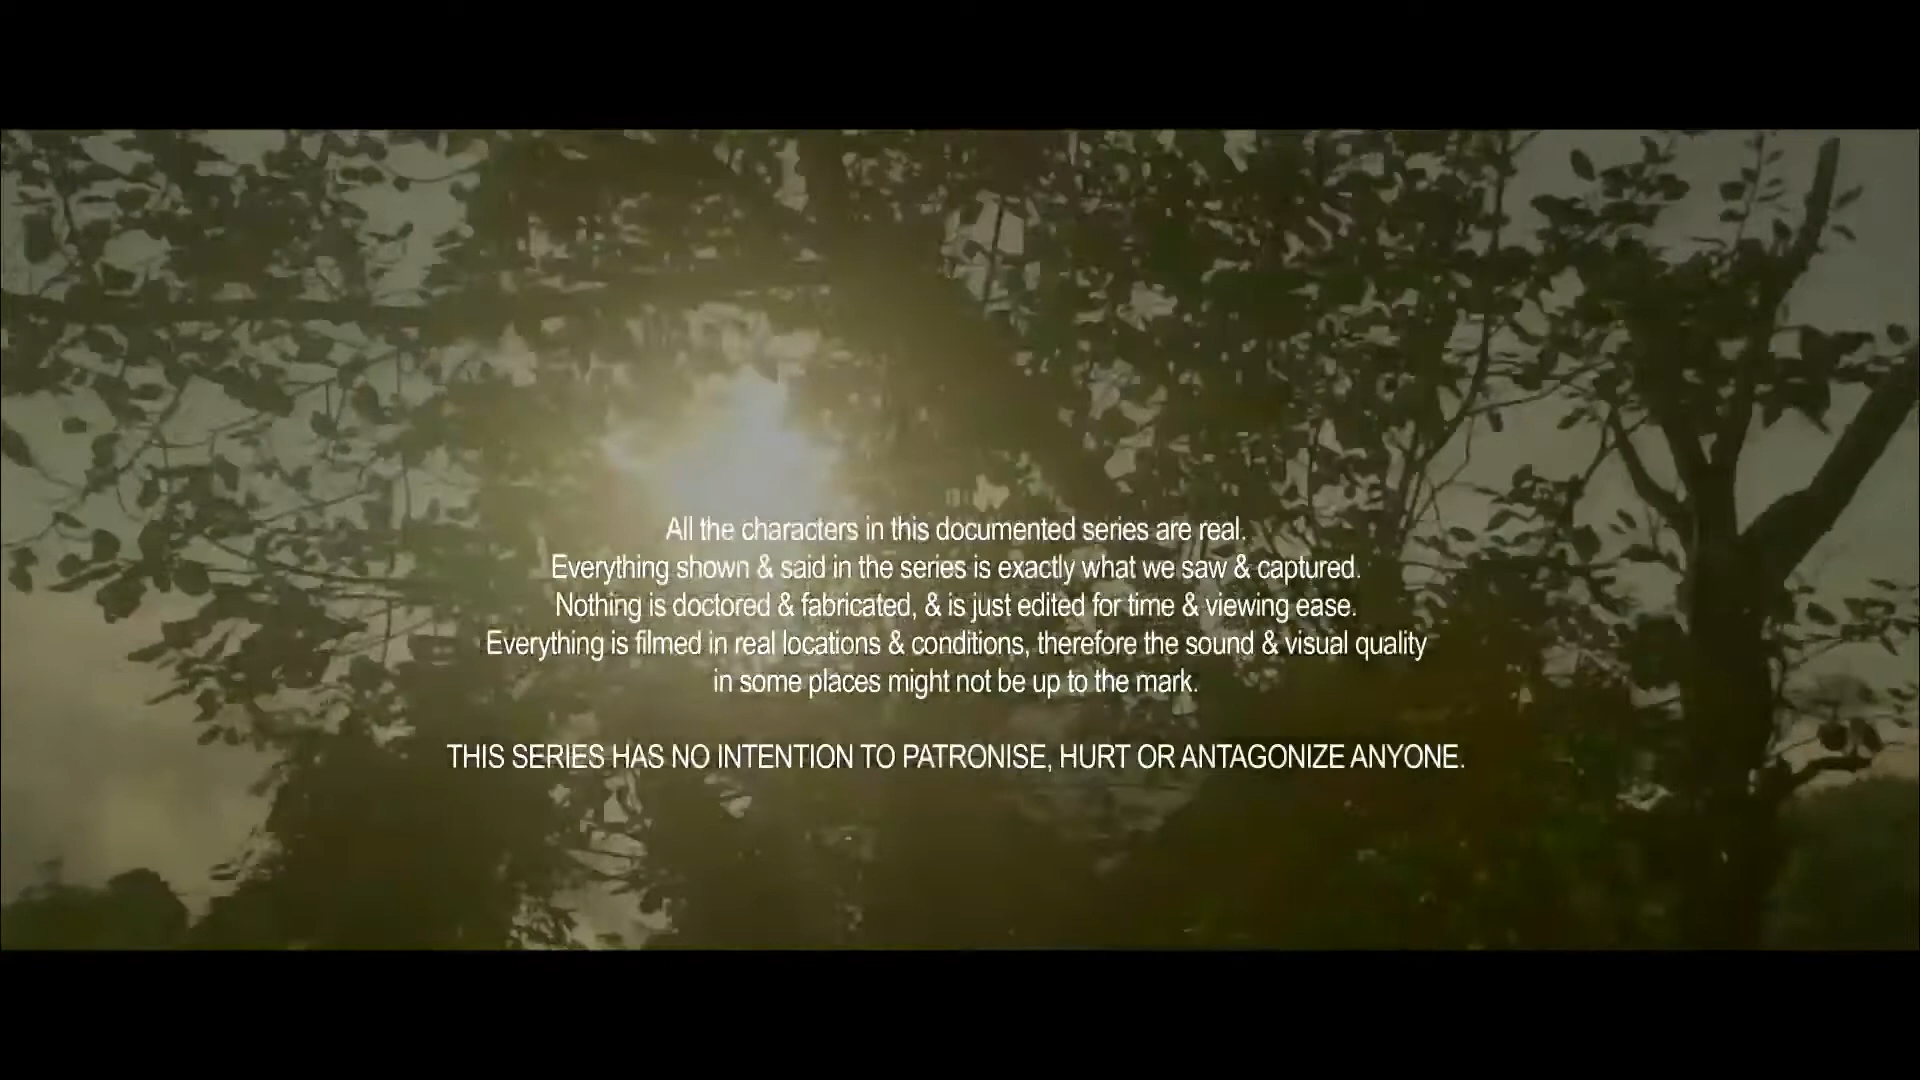 All the characters in this documented series are real.
Everything shown & said in the series is exactly what we saw & captured.
Nothing is doctored & fabricated, & is just edited for time & viewing ease.
Everything is filmed in real locations & conditions, therefore the sound & visual quality
in some places might not be up to the mark.
THIS SERIES HAS NO INTENTION TO PATRONISE, HURT OR ANTAGONIZE ANYONE.